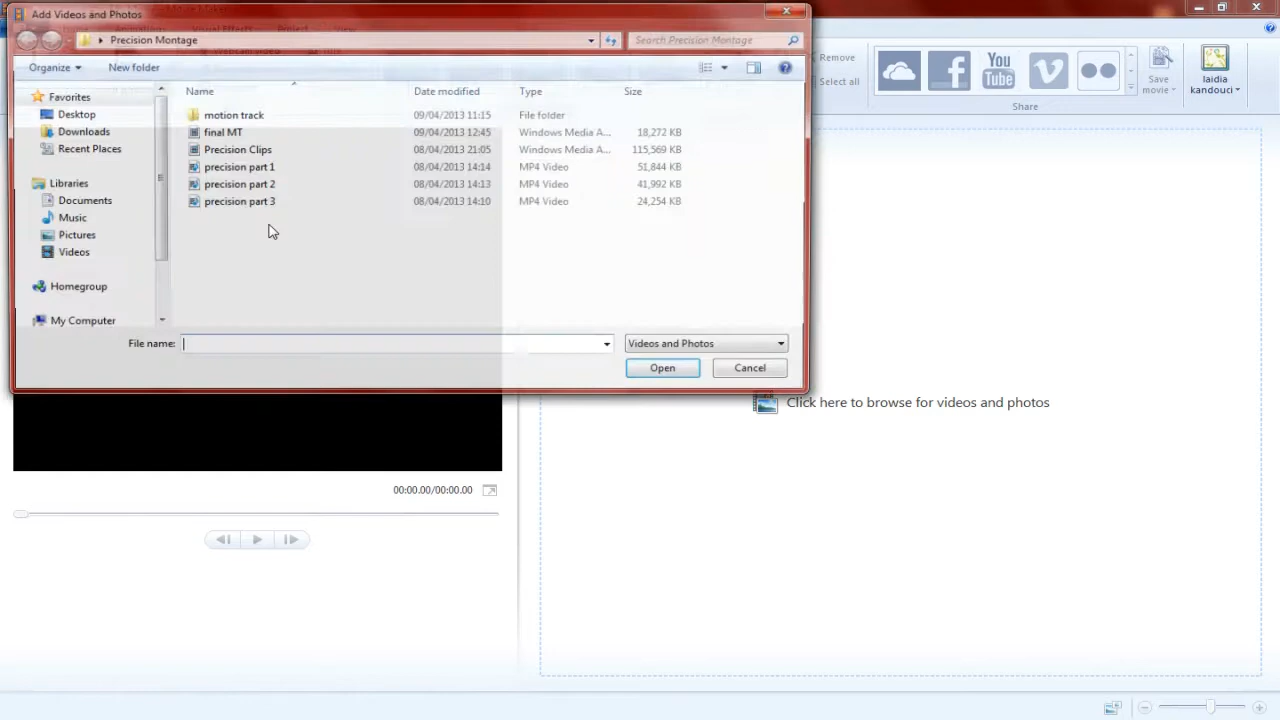 Add Videos and Photos
Precision Montage
Search Precision Montage
Organize
New folder
Name
Date modified
Type
Size
Favorites
Desktop
Downloads
Recent Places
Libraries
Documents
Music
Pictures
Videos
Homegroup
My Computer
motion track 09/04/2013 11:15 File folder
final MT 09/04/2013 12:45 Windows Media A... 18,272 KB
Precision Clips 08/04/2013 21:05 Windows Media A... 115,569 KB
precision part 1 08/04/2013 14:14 MP4 Video 51,844 KB
precision part 2 08/04/2013 14:13 MP4 Video 41,992 KB
precision part 3 08/04/2013 14:10 MP4 Video 24,254 KB
File name:
Videos and Photos
Open
Cancel
Remove
Select all
You
Tube
Save
movie
Share
laidia
kandouci
Click here to browse for videos and photos
00:00.00/00:00.00